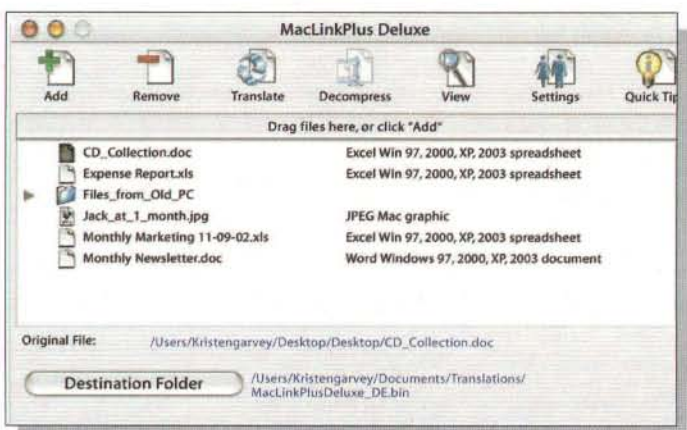 MacLinkPlus Deluxe
Add Remove Translate Decompress View Settings Quick Tip
Drag files here, or click "Add"
CD_Collection.doc Excel Win 97, 2000, XP, 2003 spreadsheet
Expense Report.xls Excel Win 97, 2000, XP, 2003 spreadsheet
Files_from_Old_PC
Jack_at_1_month.jpg JPEG Mac graphic
Monthly Marketing 11-09-02.xls Excel Win 97, 2000, XP, 2003 spreadsheet
Monthly Newsletter.doc Word Windows 97, 2000, XP, 2003 document
Original File: /Users/Kristengarvey/Desktop/Desktop/CD_Collection.doc
Destination Folder /Users/Kristengarvey/Documents/Translations/
MacLinkPlusDeluxe_DE.bin